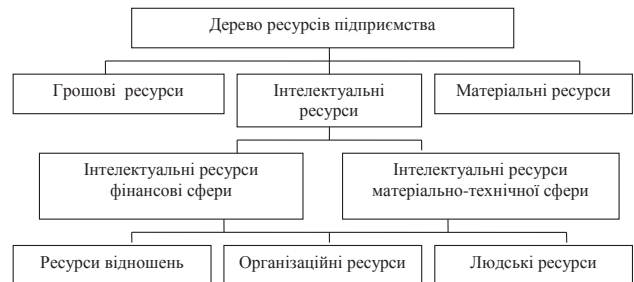 Дерево ресурсів підприємства
Грошові ресурси
Інтелектуальні
ресурси
Матеріальні ресурси
Інтелектуальні ресурси
фінансові сфери
Інтелектуальні ресурси
матеріально-технічної сфери
Ресурси відношень
Організаційні ресурси
Людські ресурси